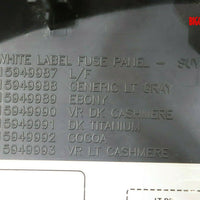 WHITE LABEL FUSE PANEL - SUV
15949987 L/F
15949988 GENERIC LT GRAY
15949989 EBONY
15949990 VR DK CASHMERE
15949991 DK TITANIUM
15949992 COCOA
15949993 VR LT CASHMERE